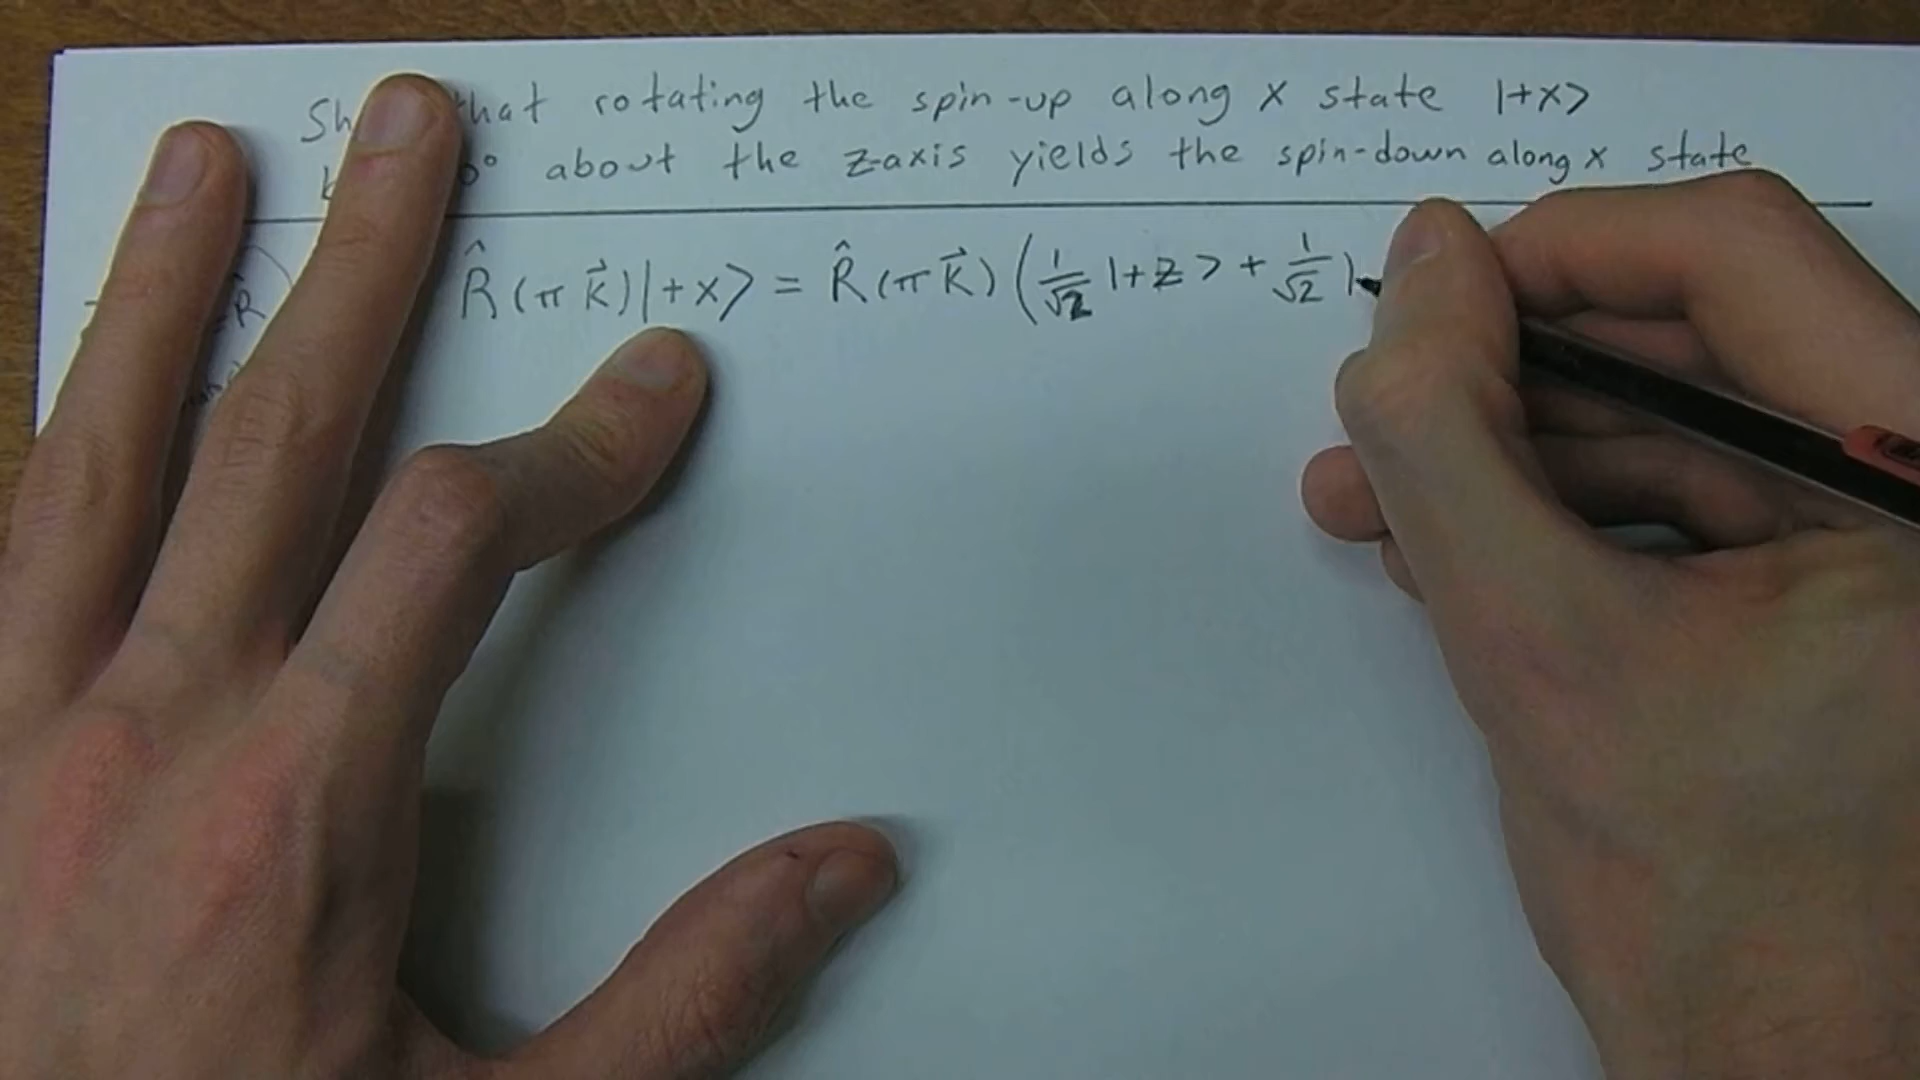 that rotating the spin-up along x state |+x>
about the z-axis yields the spin-down along x state
R̂(π k⃗)|+x> = R̂(π k⃗)(1/√2 |+z> + 1/√2 |-
R̂